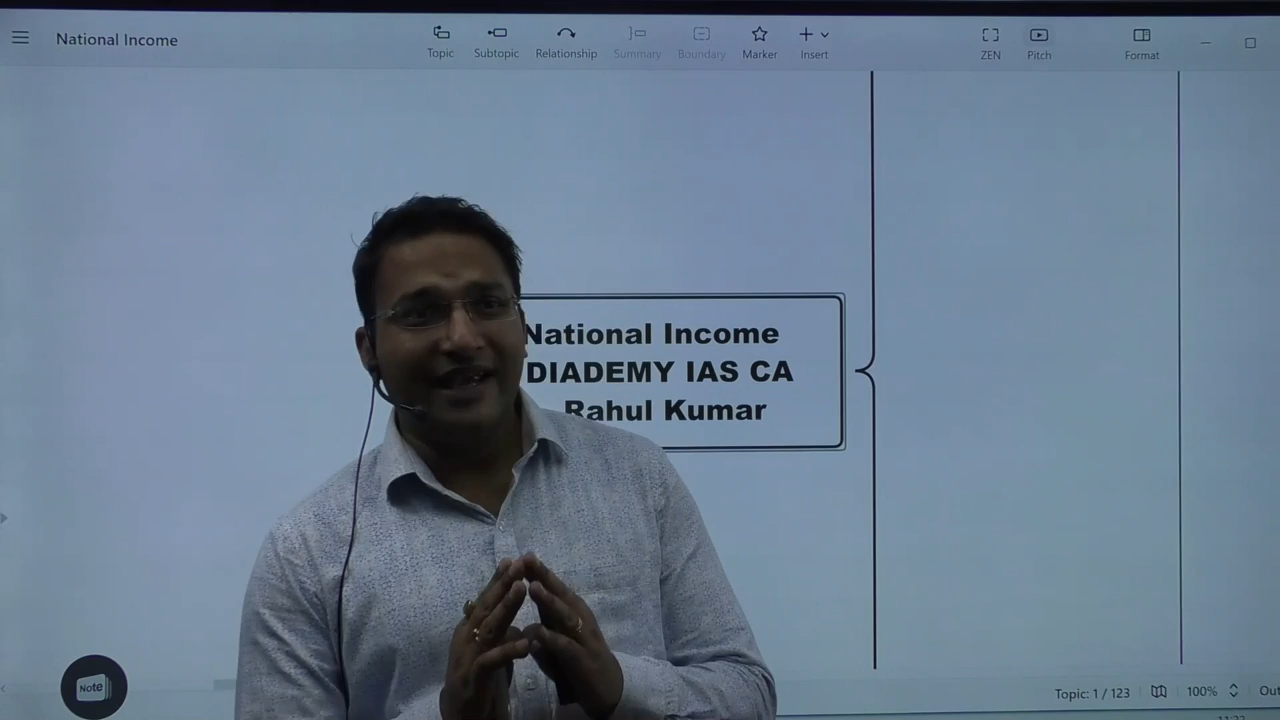 National Income
Topic
Subtopic
Relationship
Summary
Boundary
Marker
Insert
ZEN
Pitch
Format
National Income
DIADEMY IAS CA
Rahul Kumar
Note
Topic: 1 / 123
100%